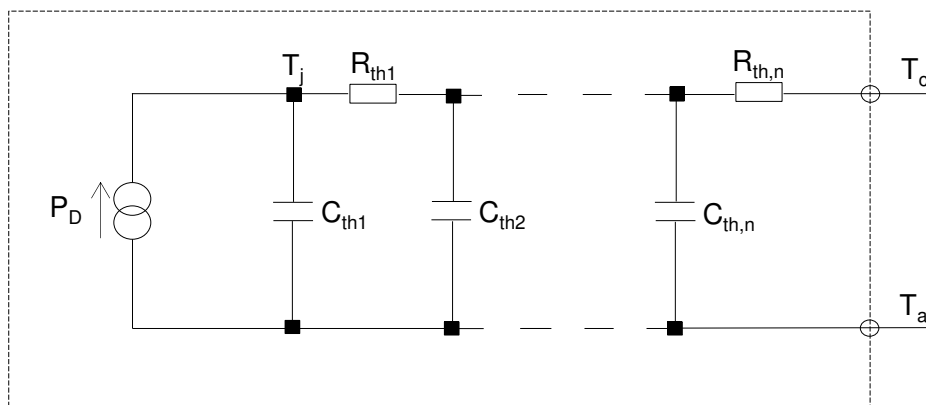 T_j
R_th1
R_th,n
T_c
P_D
C_th1
C_th2
C_th,n
T_a